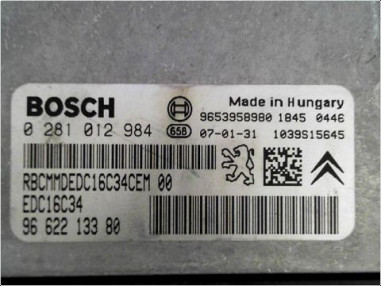 BOSCH
Made in Hungary
9653958980 1845 0446
0 281 012 984
658
07-01-31 1039S15645
RBCMMDEDC16C34CEM 00
EDC16C34
96 622 133 80